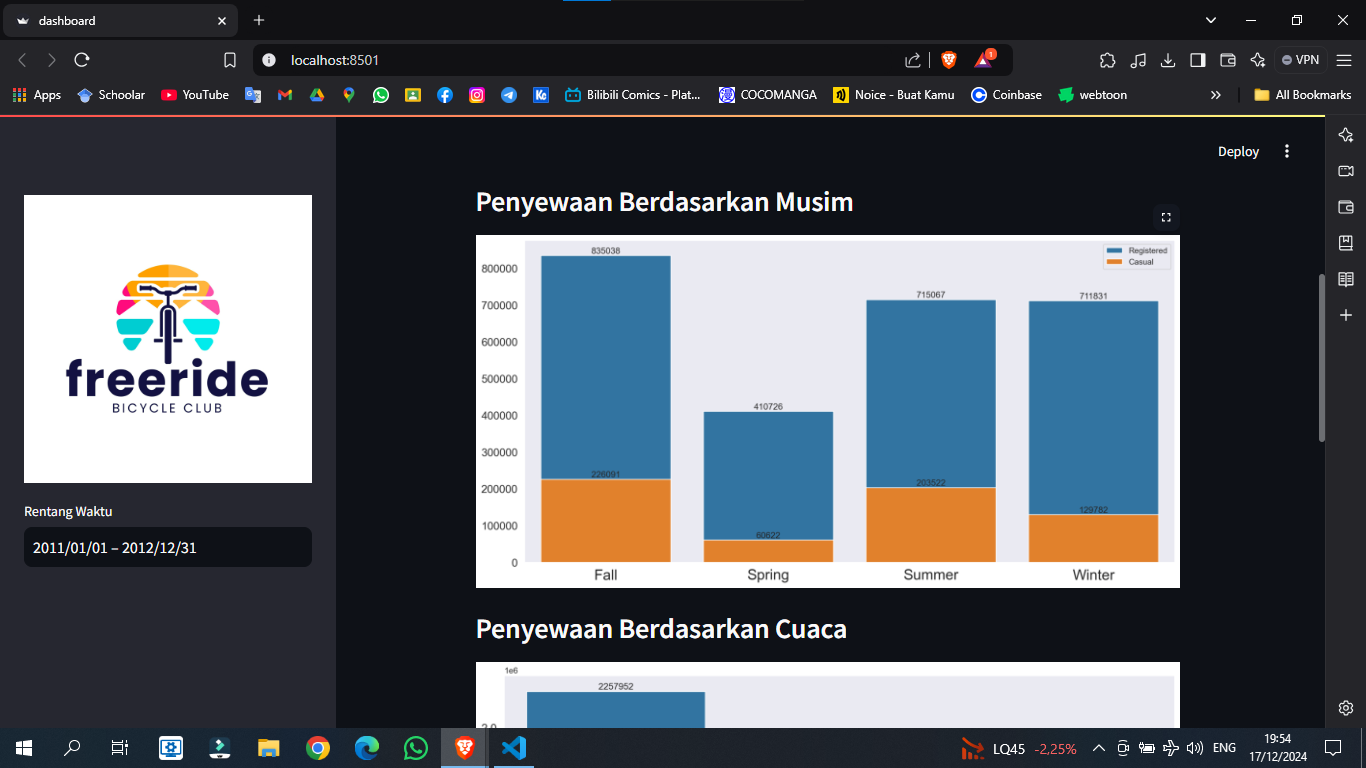 dashboard
localhost:8501
1
VPN
Apps
Schoolar
YouTube
Bilibili Comics - Plat...
COCOMANGA
Noice - Buat Kamu
Coinbase
webtoon
All Bookmarks
Deploy
freeride
BICYCLE CLUB
Rentang Waktu
2011/01/01 – 2012/12/31
Penyewaan Berdasarkan Musim
Registered
Casual
800000
700000
600000
500000
400000
300000
200000
100000
0
835038
226091
410726
60622
715067
203522
711831
129782
Fall
Spring
Summer
Winter
Penyewaan Berdasarkan Cuaca
1e6
2257952
2.0
LQ45
-2,25%
ENG
19:54
17/12/2024